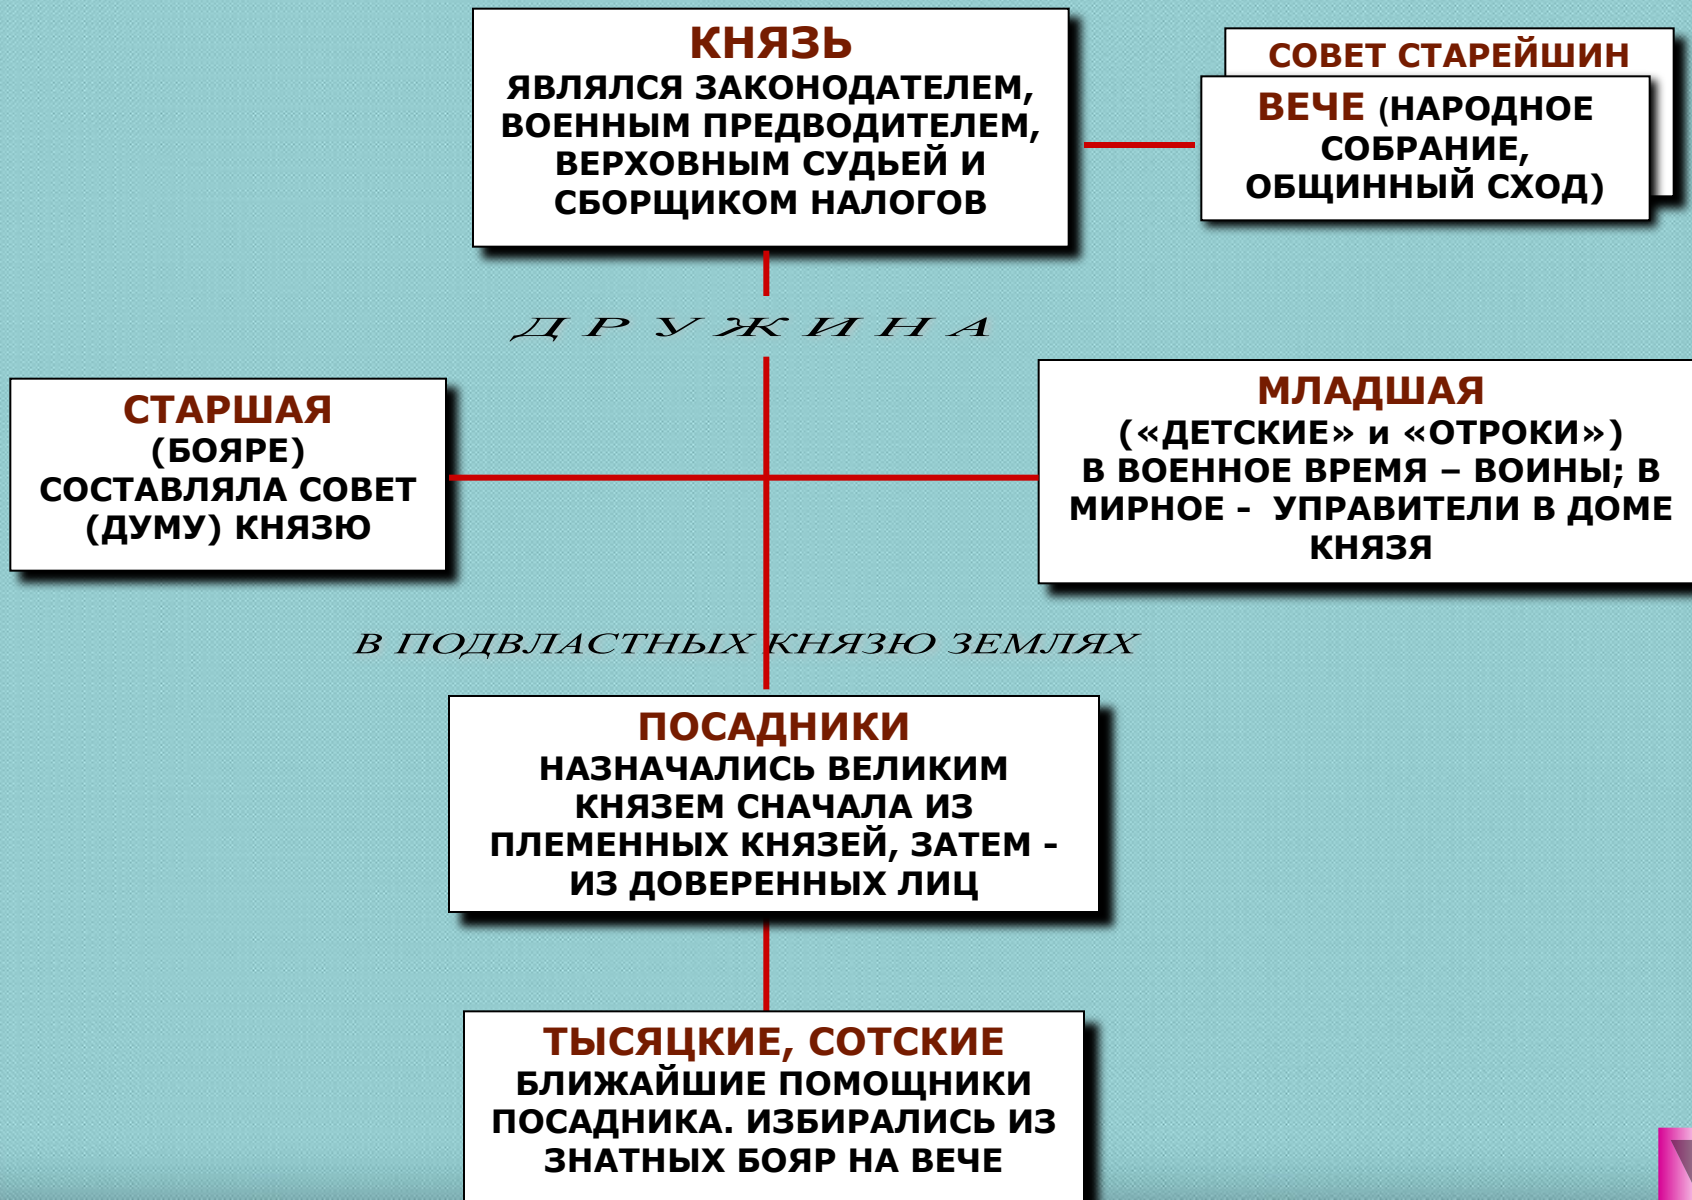 КНЯЗЬ
ЯВЛЯЛСЯ ЗАКОНОДАТЕЛЕМ,
ВОЕННЫМ ПРЕДВОДИТЕЛЕМ,
ВЕРХОВНЫМ СУДЬЕЙ И
СБОРЩИКОМ НАЛОГОВ
СОВЕТ СТАРЕЙШИН
ВЕЧЕ (НАРОДНОЕ
СОБРАНИЕ,
ОБЩИННЫЙ СХОД)
ДРУЖИНА
СТАРШАЯ
(БОЯРЕ)
СОСТАВЛЯЛА СОВЕТ
(ДУМУ) КНЯЗЮ
МЛАДШАЯ
(«ДЕТСКИЕ» и «ОТРОКИ»)
В ВОЕННОЕ ВРЕМЯ – ВОИНЫ; В
МИРНОЕ - УПРАВИТЕЛИ В ДОМЕ
КНЯЗЯ
В ПОДВЛАСТНЫХ КНЯЗЮ ЗЕМЛЯХ
ПОСАДНИКИ
НАЗНАЧАЛИСЬ ВЕЛИКИМ
КНЯЗЕМ СНАЧАЛА ИЗ
ПЛЕМЕННЫХ КНЯЗЕЙ, ЗАТЕМ -
ИЗ ДОВЕРЕННЫХ ЛИЦ
ТЫСЯЦКИЕ, СОТСКИЕ
БЛИЖАЙШИЕ ПОМОЩНИКИ
ПОСАДНИКА. ИЗБИРАЛИСЬ ИЗ
ЗНАТНЫХ БОЯР НА ВЕЧЕ